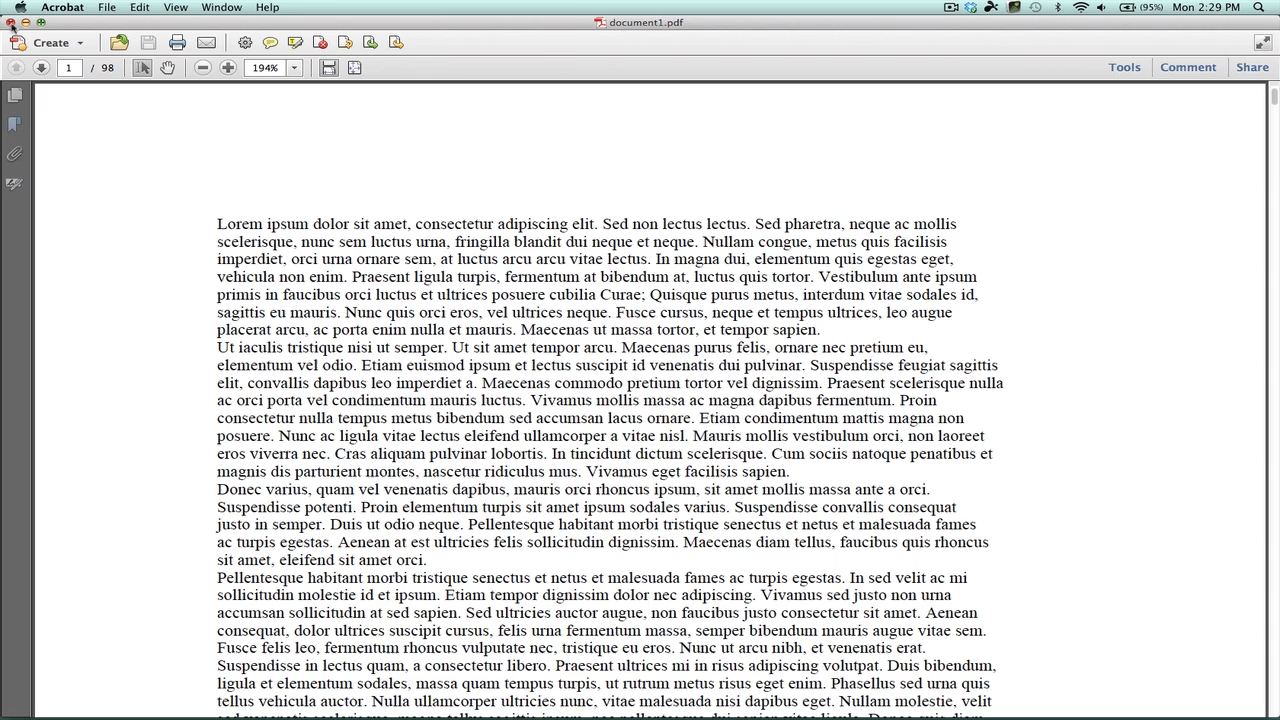 Acrobat File Edit View Window Help (95%) Mon 2:29 PM
document1.pdf
Create
1 / 98 194% Tools Comment Share
Lorem ipsum dolor sit amet, consectetur adipiscing elit. Sed non lectus lectus. Sed pharetra, neque ac mollis
scelerisque, nunc sem luctus urna, fringilla blandit dui neque et neque. Nullam congue, metus quis facilisis
imperdiet, orci urna ornare sem, at luctus arcu arcu vitae lectus. In magna dui, elementum quis egestas eget,
vehicula non enim. Praesent ligula turpis, fermentum at bibendum at, luctus quis tortor. Vestibulum ante ipsum
primis in faucibus orci luctus et ultrices posuere cubilia Curae; Quisque purus metus, interdum vitae sodales id,
sagittis eu mauris. Nunc quis orci eros, vel ultrices neque. Fusce cursus, neque et tempus ultrices, leo augue
placerat arcu, ac porta enim nulla et mauris. Maecenas ut massa tortor, et tempor sapien.
Ut iaculis tristique nisi ut semper. Ut sit amet tempor arcu. Maecenas purus felis, ornare nec pretium eu,
elementum vel odio. Etiam euismod ipsum et lectus suscipit id venenatis dui pulvinar. Suspendisse feugiat sagittis
elit, convallis dapibus leo imperdiet a. Maecenas commodo pretium tortor vel dignissim. Praesent scelerisque nulla
ac orci porta vel condimentum mauris luctus. Vivamus mollis massa ac magna dapibus fermentum. Proin
consectetur nulla tempus metus bibendum sed accumsan lacus ornare. Etiam condimentum mattis magna non
posuere. Nunc ac ligula vitae lectus eleifend ullamcorper a vitae nisl. Mauris mollis vestibulum orci, non laoreet
eros viverra nec. Cras aliquam pulvinar lobortis. In tincidunt dictum scelerisque. Cum sociis natoque penatibus et
magnis dis parturient montes, nascetur ridiculus mus. Vivamus eget facilisis sapien.
Donec varius, quam vel venenatis dapibus, mauris orci rhoncus ipsum, sit amet mollis massa ante a orci.
Suspendisse potenti. Proin elementum turpis sit amet ipsum sodales varius. Suspendisse convallis consequat
justo in semper. Duis ut odio neque. Pellentesque habitant morbi tristique senectus et netus et malesuada fames
ac turpis egestas. Aenean at est ultricies felis sollicitudin dignissim. Maecenas diam tellus, faucibus quis rhoncus
sit amet, eleifend sit amet orci.
Pellentesque habitant morbi tristique senectus et netus et malesuada fames ac turpis egestas. In sed velit ac mi
sollicitudin molestie id et ipsum. Etiam tempor dignissim dolor nec adipiscing. Vivamus sed justo non urna
accumsan sollicitudin at sed sapien. Sed ultricies auctor augue, non faucibus justo consectetur sit amet. Aenean
consequat, dolor ultrices suscipit cursus, felis urna fermentum massa, semper bibendum mauris augue vitae sem.
Fusce felis leo, fermentum rhoncus vulputate nec, tristique eu eros. Nunc ut arcu nibh, et venenatis erat.
Suspendisse in lectus quam, a consectetur libero. Praesent ultrices mi in risus adipiscing volutpat. Duis bibendum,
ligula et elementum sodales, massa quam tempus turpis, ut rutrum metus risus eget enim. Phasellus sed urna quis
tellus vehicula auctor. Nulla ullamcorper ultricies nunc, vitae malesuada nisi dapibus eget. Nullam molestie, velit